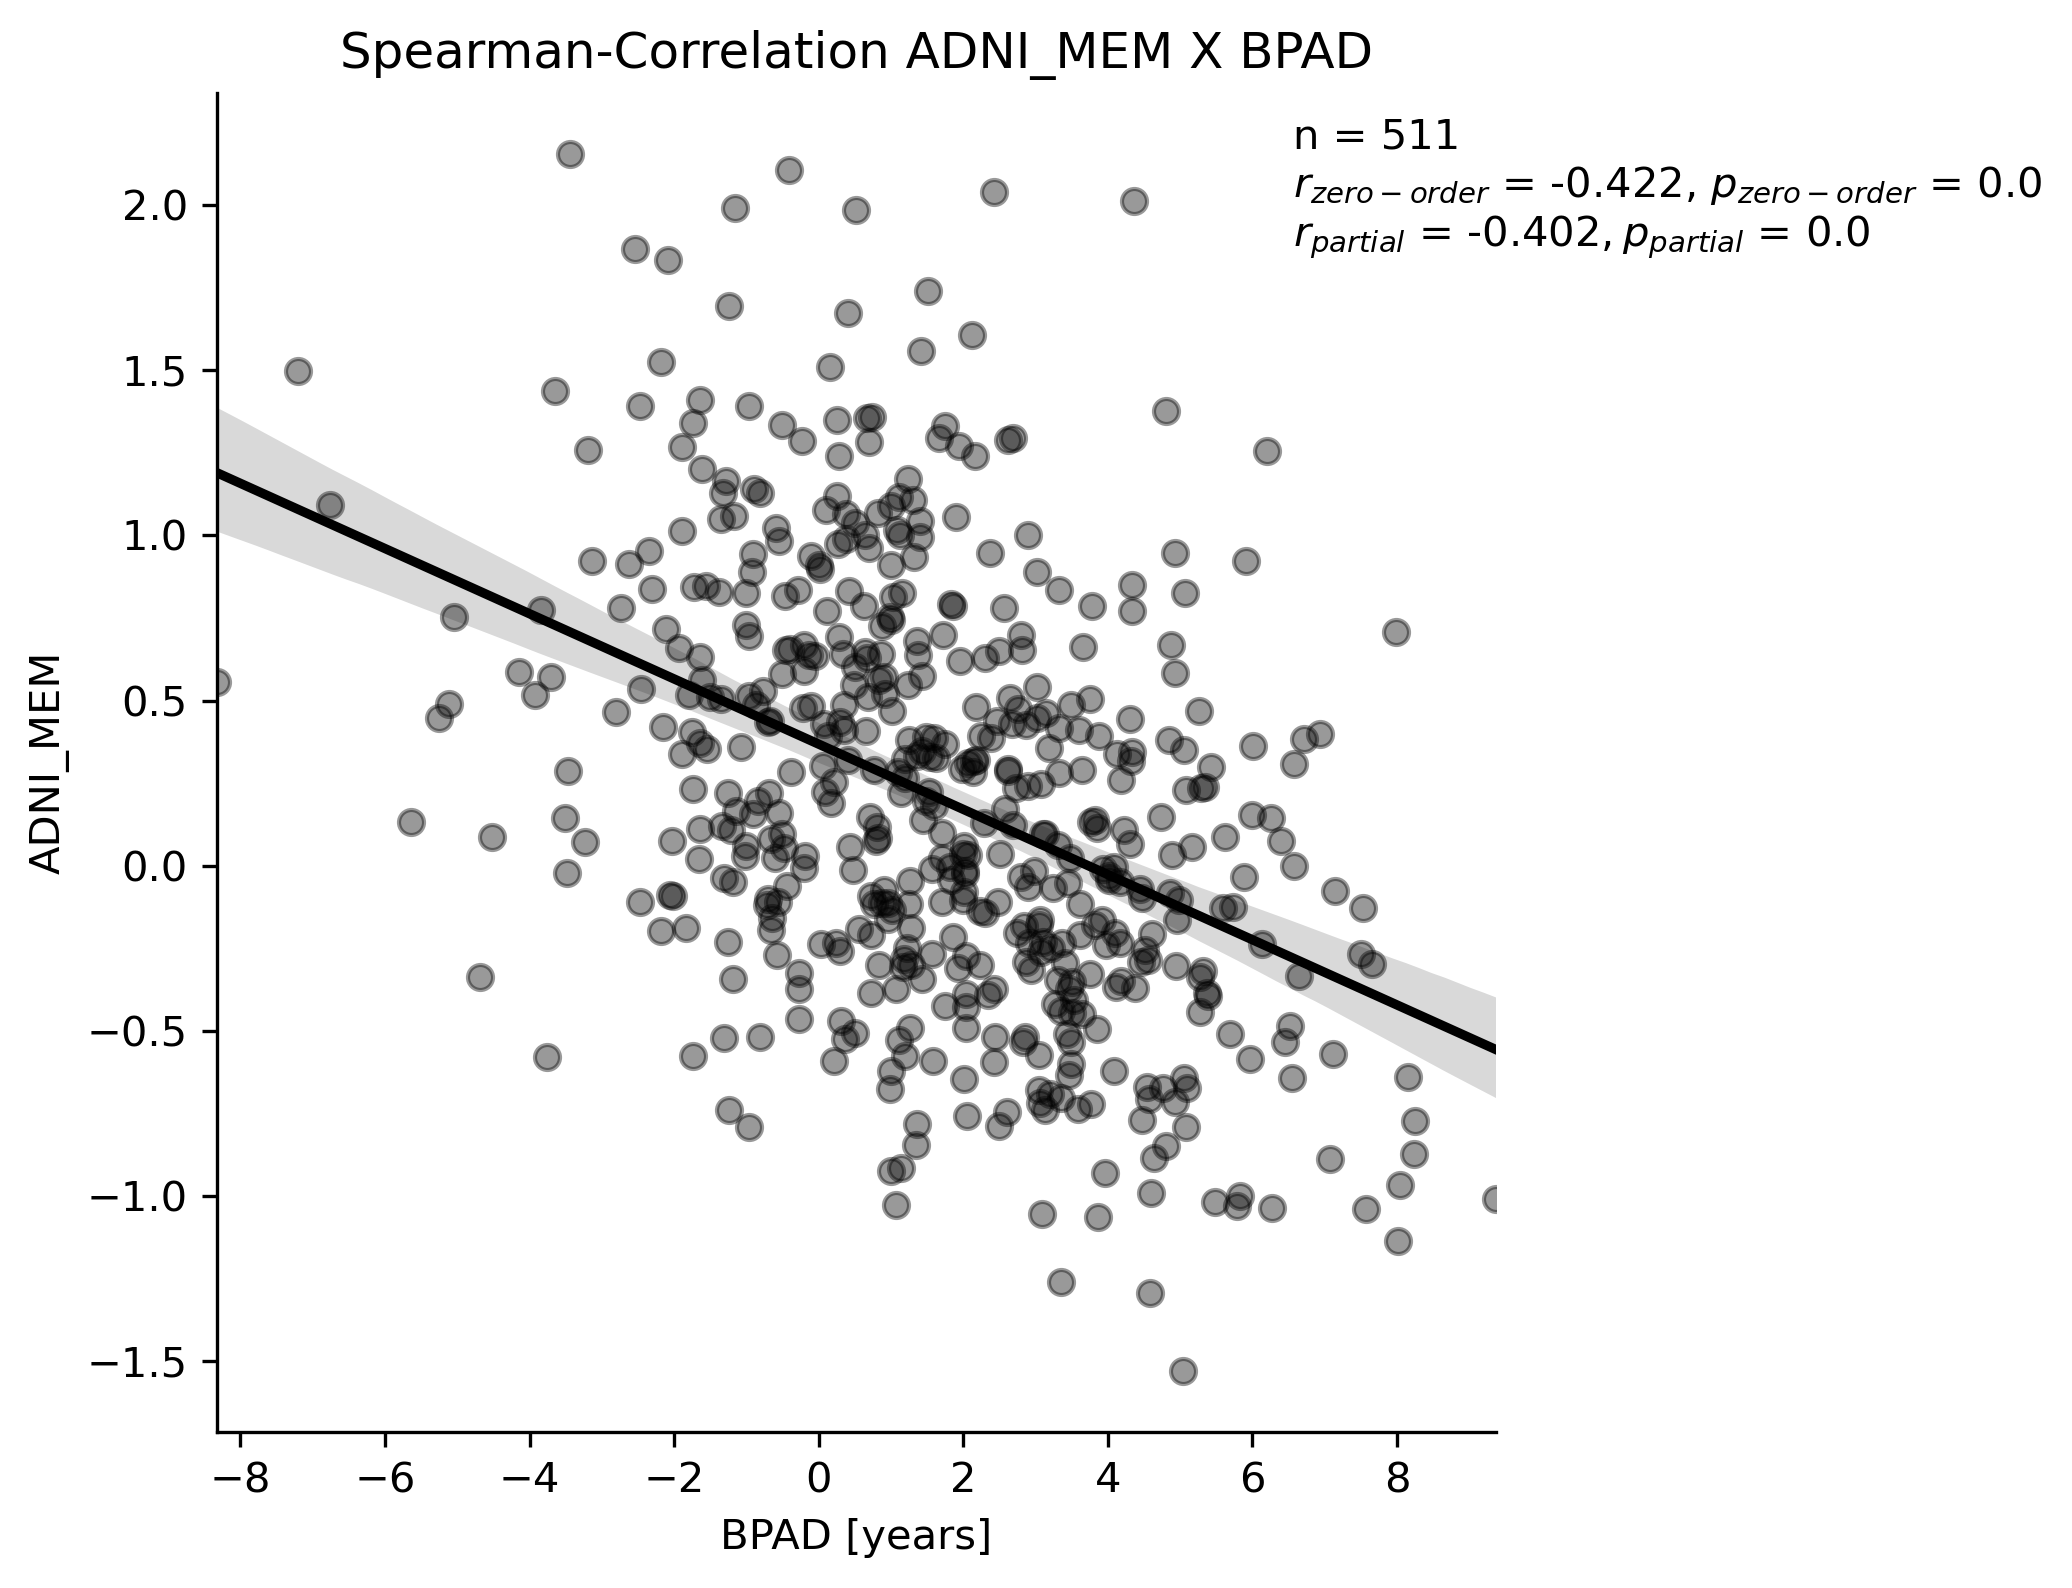 Spearman-Correlation ADNI_MEM X BPAD
n = 511
r_zero−order = -0.422, p_zero−order = 0.0
r_partial = -0.402, p_partial = 0.0
ADNI_MEM
2.0
1.5
1.0
0.5
0.0
−0.5
−1.0
−1.5
−8 −6 −4 −2 0 2 4 6 8
BPAD [years]